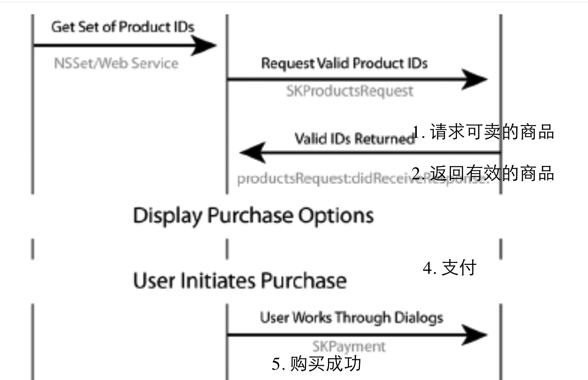 Get Set of Product IDs
NSSet/Web Service
Request Valid Product IDs
SKProductsRequest
1. 请求可卖的商品
Valid IDs Returned
2. 返回有效的商品
productsRequest:didReceiveResponse:
Display Purchase Options
4. 支付
User Initiates Purchase
User Works Through Dialogs
SKPayment
5. 购买成功